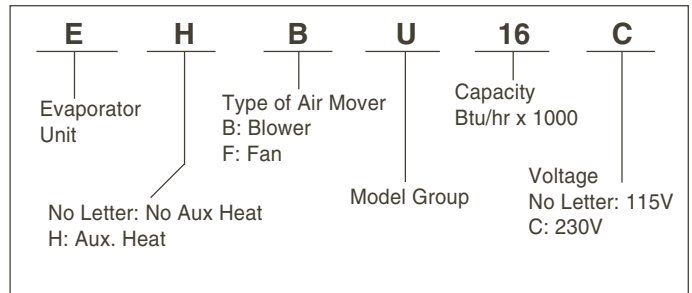 E H B U 16 C
Evaporator
Unit
Type of Air Mover
B: Blower
F: Fan
Capacity
Btu/hr x 1000
No Letter: No Aux Heat
H: Aux. Heat
Model Group
Voltage
No Letter: 115V
C: 230V